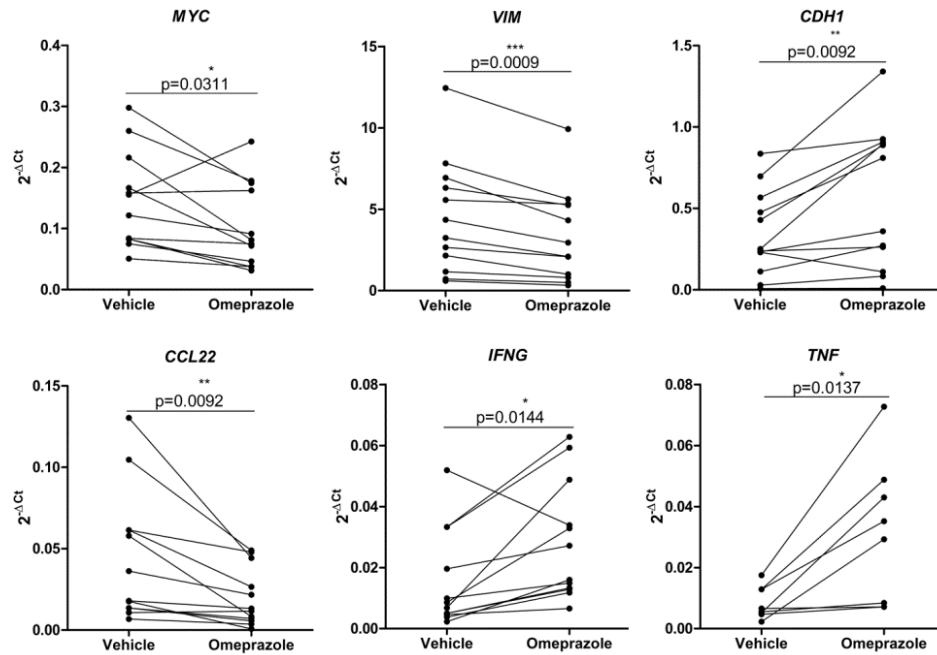 MYC
*
p=0.0311
0.4
0.3
0.2
0.1
0.0
2^-ΔCt
Vehicle Omeprazole
VIM
***
p=0.0009
15
10
5
0
2^-ΔCt
Vehicle Omeprazole
CDH1
**
p=0.0092
1.5
1.0
0.5
0.0
2^-ΔCt
Vehicle Omeprazole
CCL22
**
p=0.0092
0.15
0.10
0.05
0.00
2^-ΔCt
Vehicle Omeprazole
IFNG
*
p=0.0144
0.08
0.06
0.04
0.02
0.00
2^-ΔCt
Vehicle Omeprazole
TNF
*
p=0.0137
0.08
0.06
0.04
0.02
0.00
2^-ΔCt
Vehicle Omeprazole